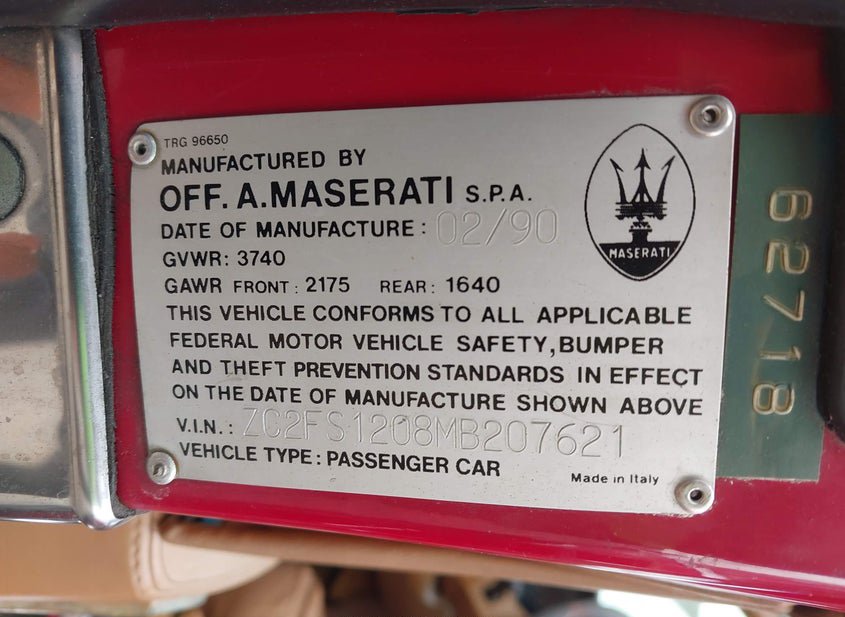 TRG 96650
MANUFACTURED BY
OFF. A. MASERATI S.P.A.
DATE OF MANUFACTURE: 02/90
GVWR: 3740
GAWR FRONT: 2175 REAR: 1640
THIS VEHICLE CONFORMS TO ALL APPLICABLE
FEDERAL MOTOR VEHICLE SAFETY, BUMPER
AND THEFT PREVENTION STANDARDS IN EFFECT
ON THE DATE OF MANUFACTURE SHOWN ABOVE
V.I.N.: ZC2FS1208MB207621
VEHICLE TYPE: PASSENGER CAR
Made in Italy
MASERATI
62718